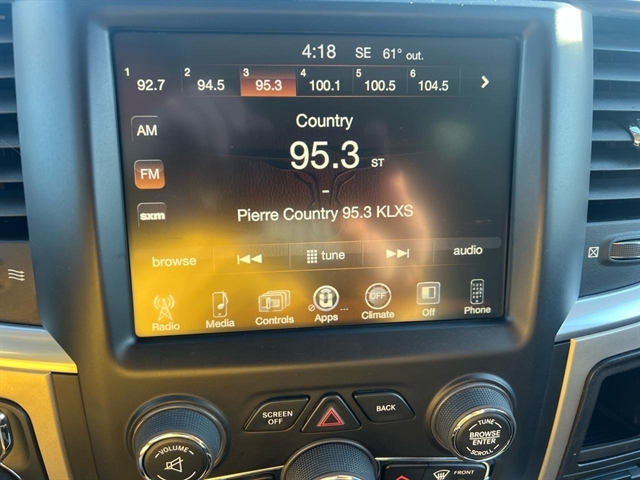 4:18 SE 61° out.
1 92.7 2 94.5 3 95.3 4 100.1 5 100.5 6 104.5
Country
AM
95.3 ST
FM
-
sxm
Pierre Country 95.3 KLXS
browse tune audio
OFF
Radio Media Controls Apps ... Climate Off Phone
SCREEN OFF BACK
TUNE
VOLUME
BROWSE ENTER
SCROLL
FRONT